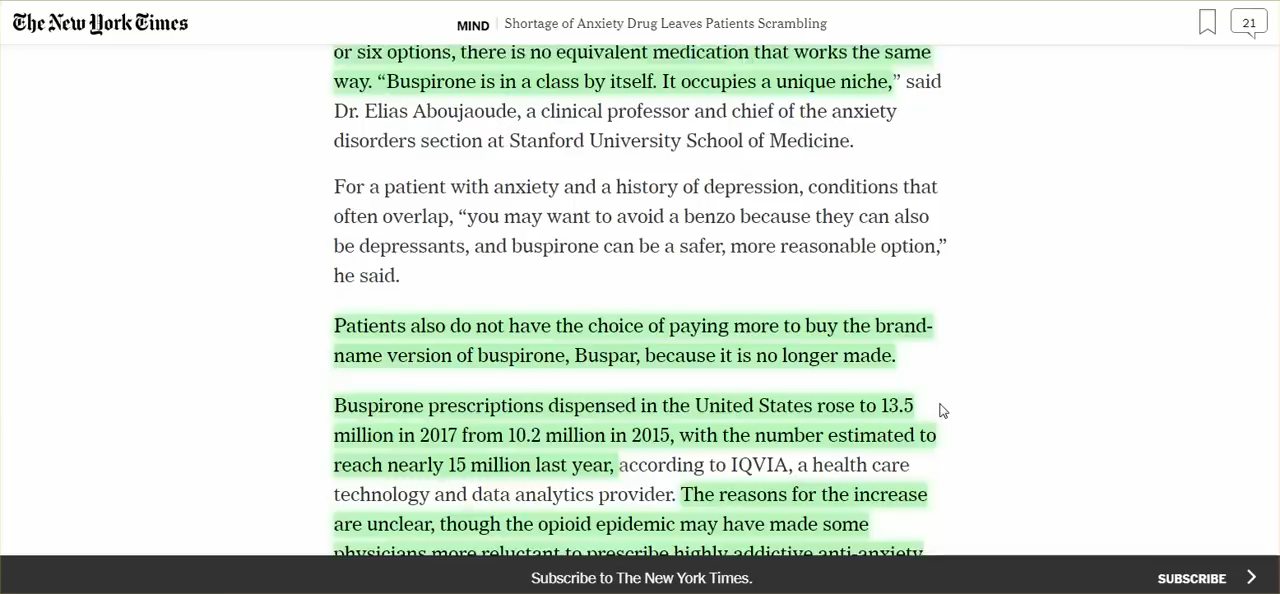 The New York Times
MIND | Shortage of Anxiety Drug Leaves Patients Scrambling
21
or six options, there is no equivalent medication that works the same
way. “Buspirone is in a class by itself. It occupies a unique niche,” said
Dr. Elias Aboujaoude, a clinical professor and chief of the anxiety
disorders section at Stanford University School of Medicine.
For a patient with anxiety and a history of depression, conditions that
often overlap, “you may want to avoid a benzo because they can also
be depressants, and buspirone can be a safer, more reasonable option,”
he said.
Patients also do not have the choice of paying more to buy the brand-
name version of buspirone, Buspar, because it is no longer made.
Buspirone prescriptions dispensed in the United States rose to 13.5
million in 2017 from 10.2 million in 2015, with the number estimated to
reach nearly 15 million last year, according to IQVIA, a health care
technology and data analytics provider. The reasons for the increase
are unclear, though the opioid epidemic may have made some
physicians more reluctant to prescribe highly addictive anti-anxiety
Subscribe to The New York Times.
SUBSCRIBE